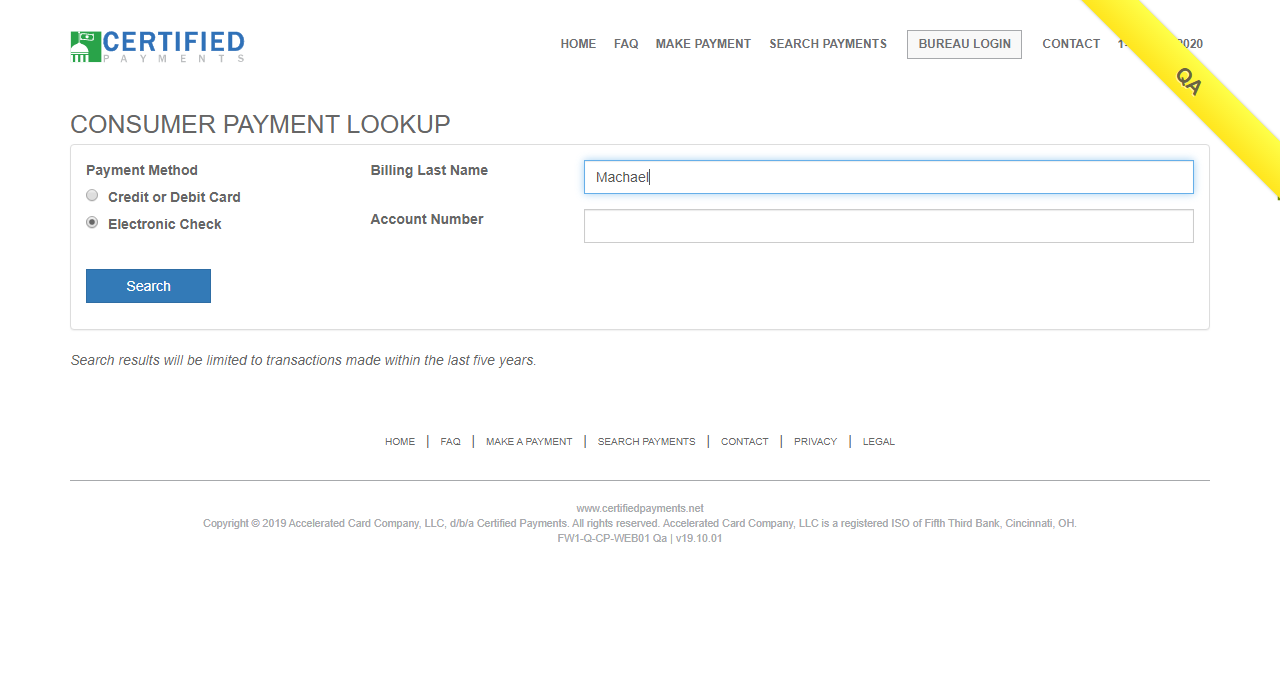 CERTIFIED
PAYMENTS
HOME FAQ MAKE PAYMENT SEARCH PAYMENTS BUREAU LOGIN CONTACT
QA
CONSUMER PAYMENT LOOKUP
Payment Method
Credit or Debit Card
Electronic Check
Billing Last Name
Machael
Account Number
Search
Search results will be limited to transactions made within the last five years.
HOME | FAQ | MAKE A PAYMENT | SEARCH PAYMENTS | CONTACT | PRIVACY | LEGAL
www.certifiedpayments.net
Copyright © 2019 Accelerated Card Company, LLC, d/b/a Certified Payments. All rights reserved. Accelerated Card Company, LLC is a registered ISO of Fifth Third Bank, Cincinnati, OH.
FW1-Q-CP-WEB01 Qa | v19.10.01